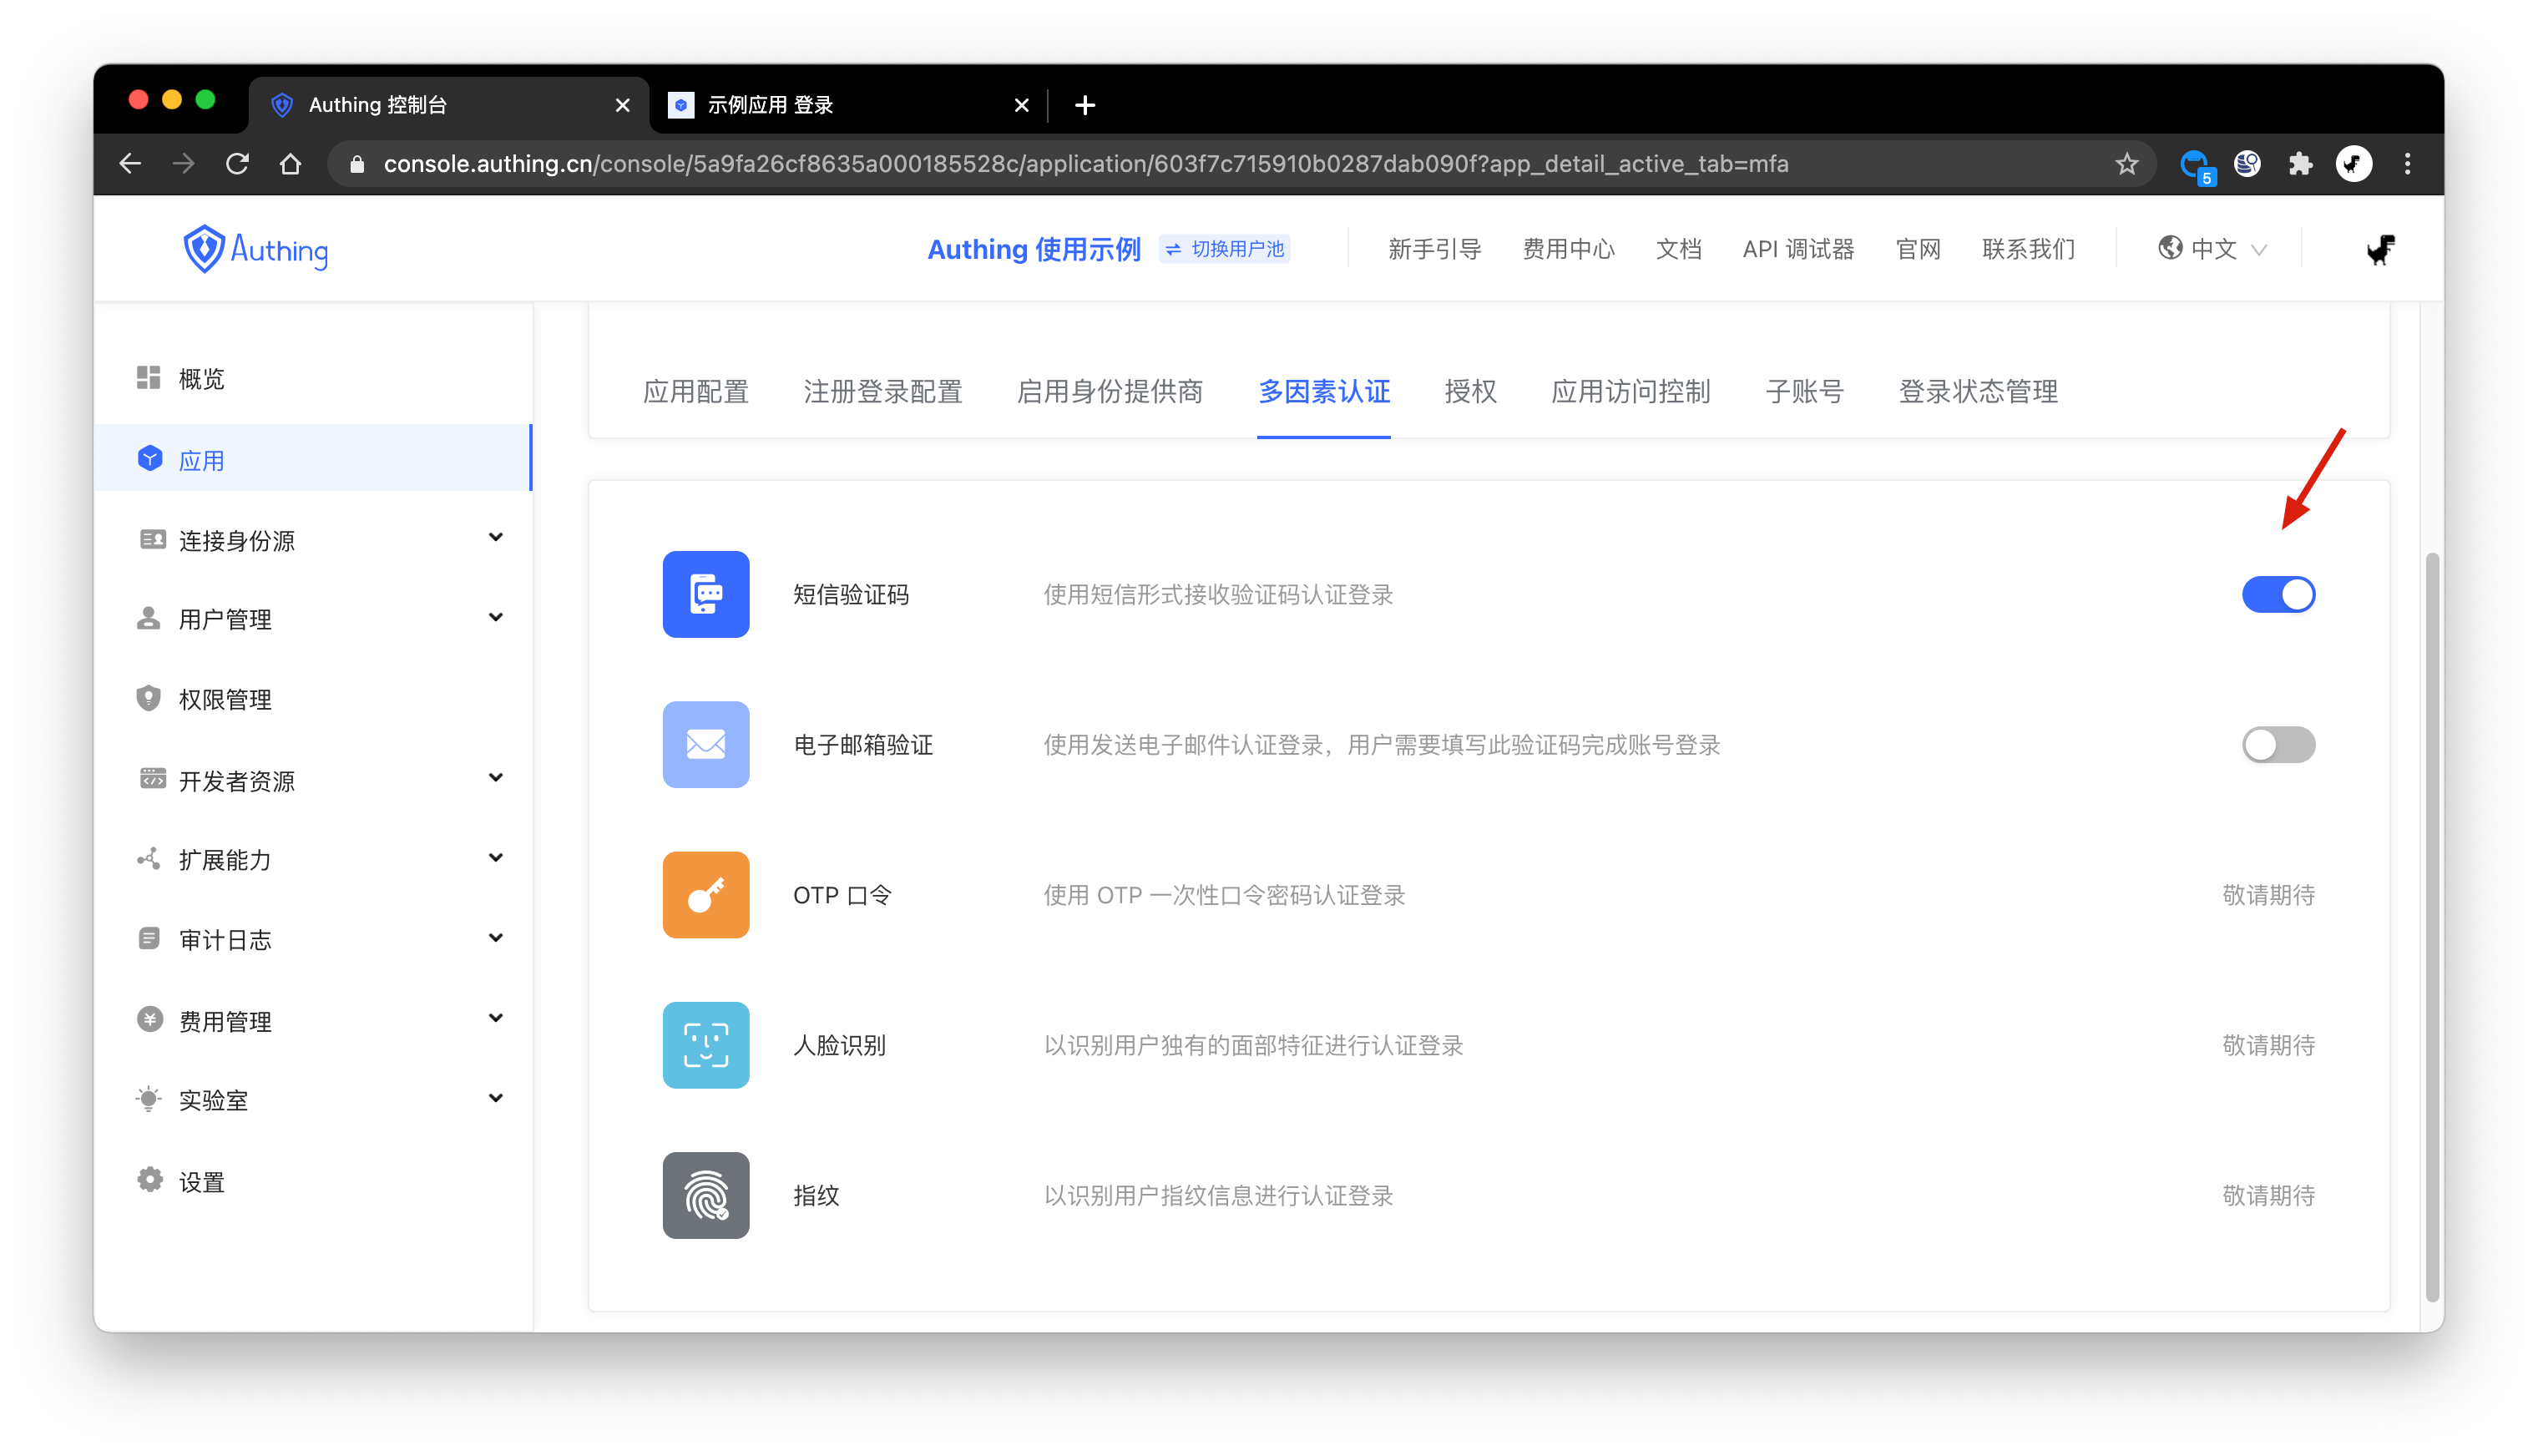 Authing 控制台
示例应用 登录
console.authing.cn/console/5a9fa26cf8635a000185528c/application/603f7c715910b0287dab090f?app_detail_active_tab=mfa
5
Authing
Authing 使用示例
切换用户池
新手引导
费用中心
文档
API 调试器
官网
联系我们
中文
概览
应用
连接身份源
用户管理
权限管理
开发者资源
扩展能力
审计日志
费用管理
实验室
设置
应用配置
注册登录配置
启用身份提供商
多因素认证
授权
应用访问控制
子账号
登录状态管理
短信验证码
使用短信形式接收验证码认证登录
电子邮箱验证
使用发送电子邮件认证登录，用户需要填写此验证码完成账号登录
OTP 口令
使用 OTP 一次性口令密码认证登录
敬请期待
人脸识别
以识别用户独有的面部特征进行认证登录
敬请期待
指纹
以识别用户指纹信息进行认证登录
敬请期待